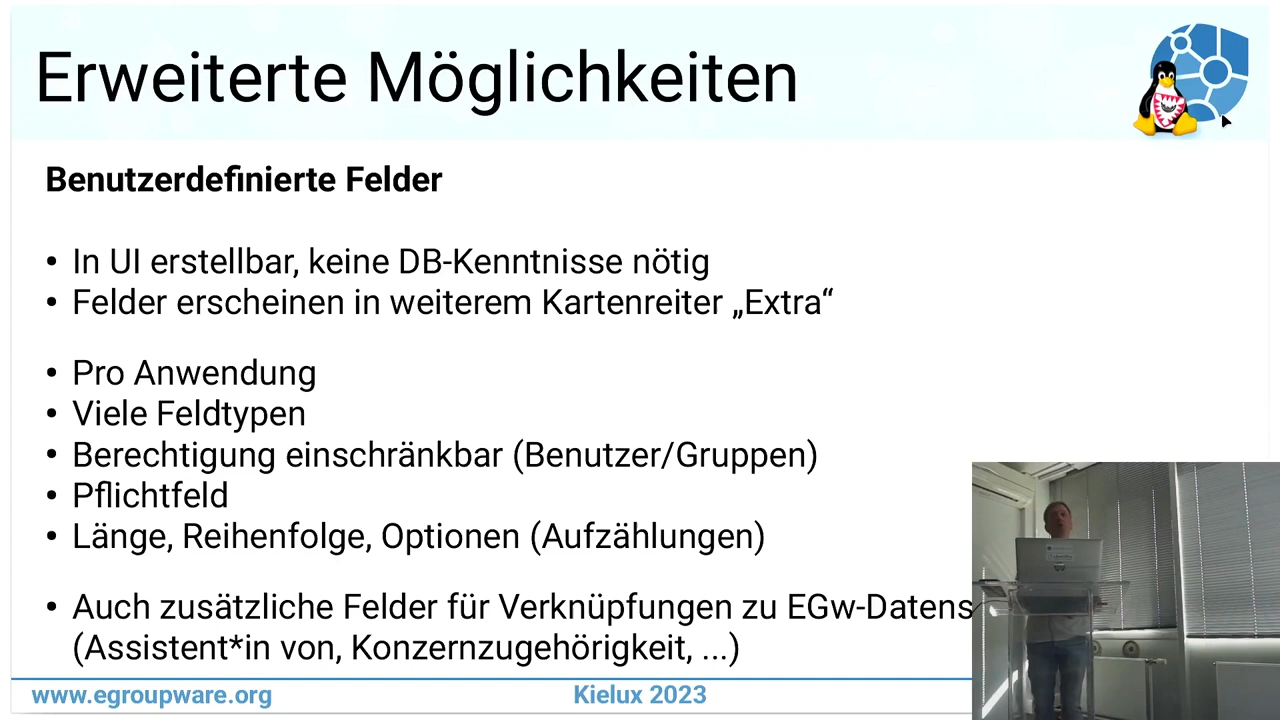 Erweiterte Möglichkeiten
Benutzerdefinierte Felder
• In UI erstellbar, keine DB-Kenntnisse nötig
• Felder erscheinen in weiterem Kartenreiter „Extra“
• Pro Anwendung
• Viele Feldtypen
• Berechtigung einschränkbar (Benutzer/Gruppen)
• Pflichtfeld
• Länge, Reihenfolge, Optionen (Aufzählungen)
• Auch zusätzliche Felder für Verknüpfungen zu EGw-Datens
(Assistent*in von, Konzernzugehörigkeit, ...)
www.egroupware.org
Kielux 2023